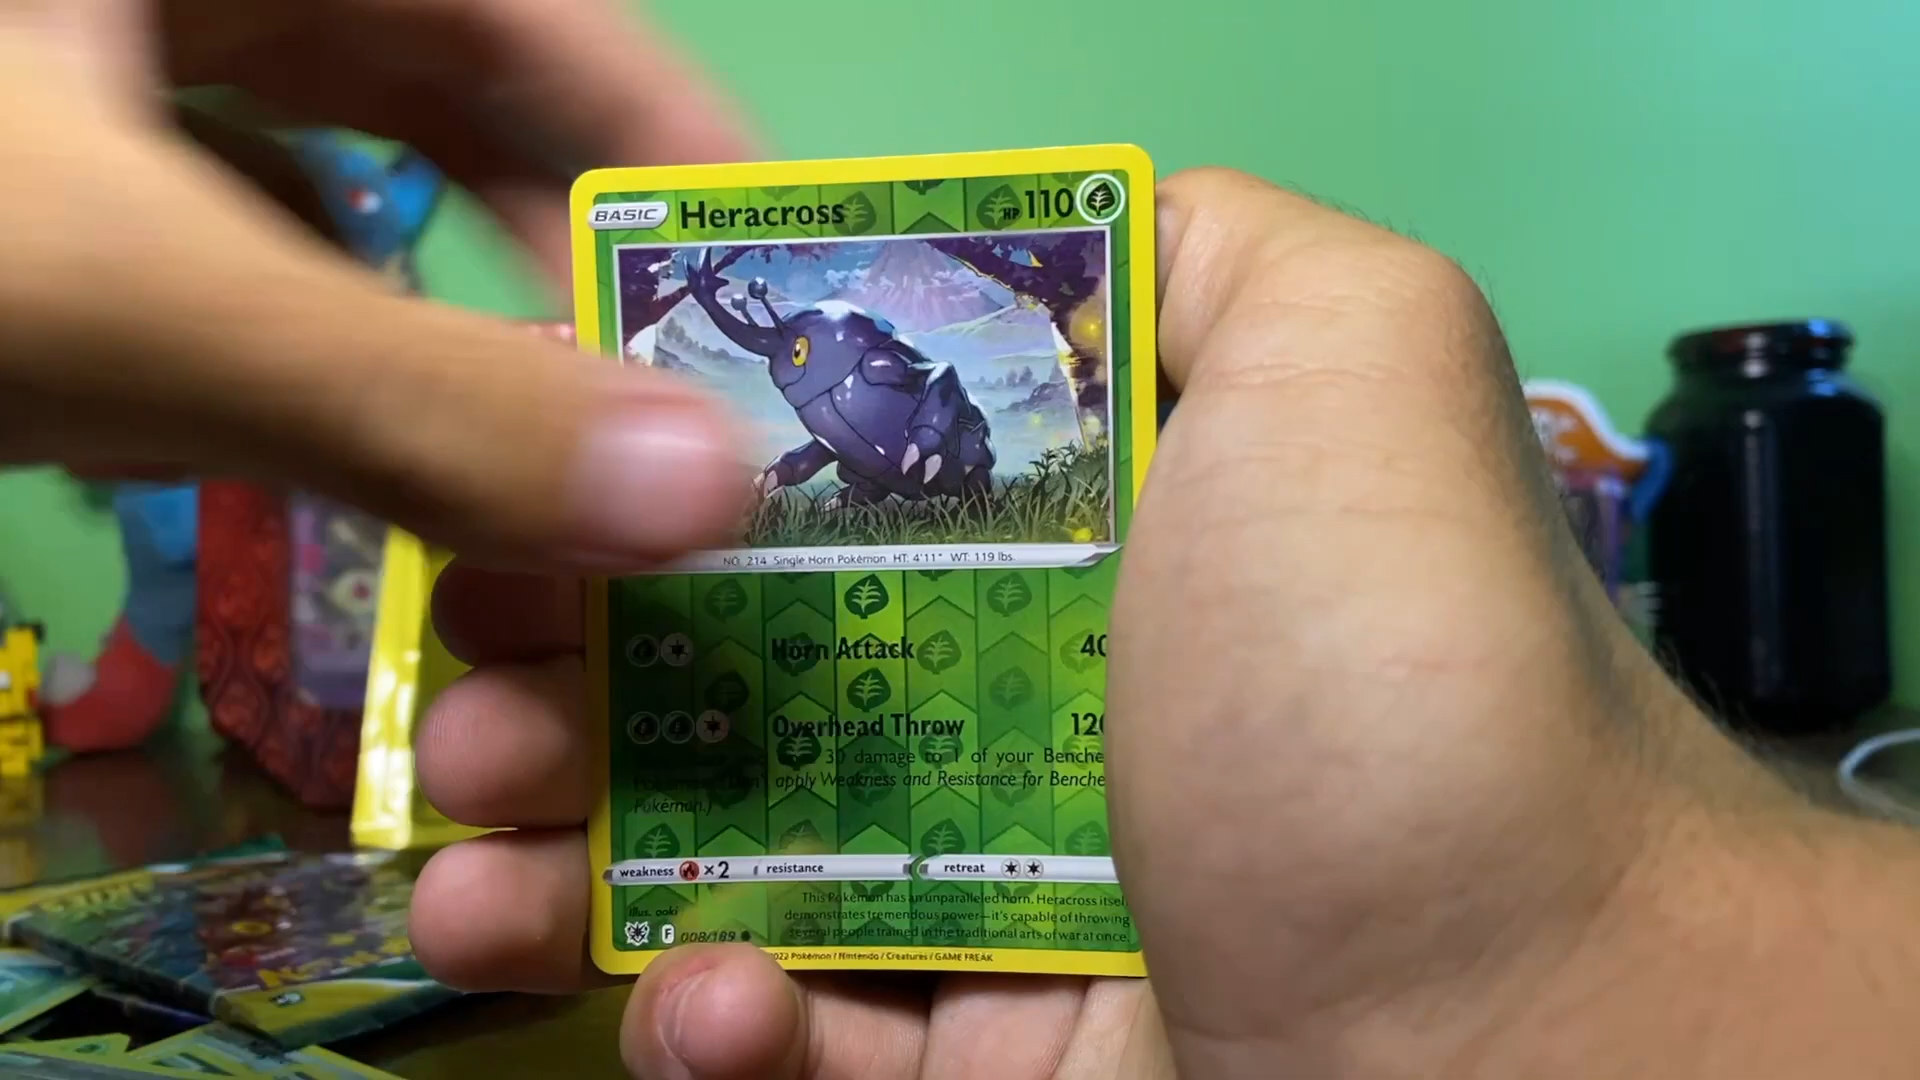 BASIC Heracross HP 110
NO. 214 Single Horn Pokémon HT: 4'11" WT: 119 lbs.
Horn Attack 40
Overhead Throw 120
30 damage to 1 of your Benche
apply Weakness and Resistance for Benche
Pokémon.)
weakness ×2 resistance retreat
This Pokémon has an unparalleled horn. Heracross itsel
Illus. ooki
demonstrates tremendous power—it's capable of throwing
F 008/189
several people trained in the traditional arts of war at once.
2022 Pokémon / Nintendo / Creatures / GAME FREAK